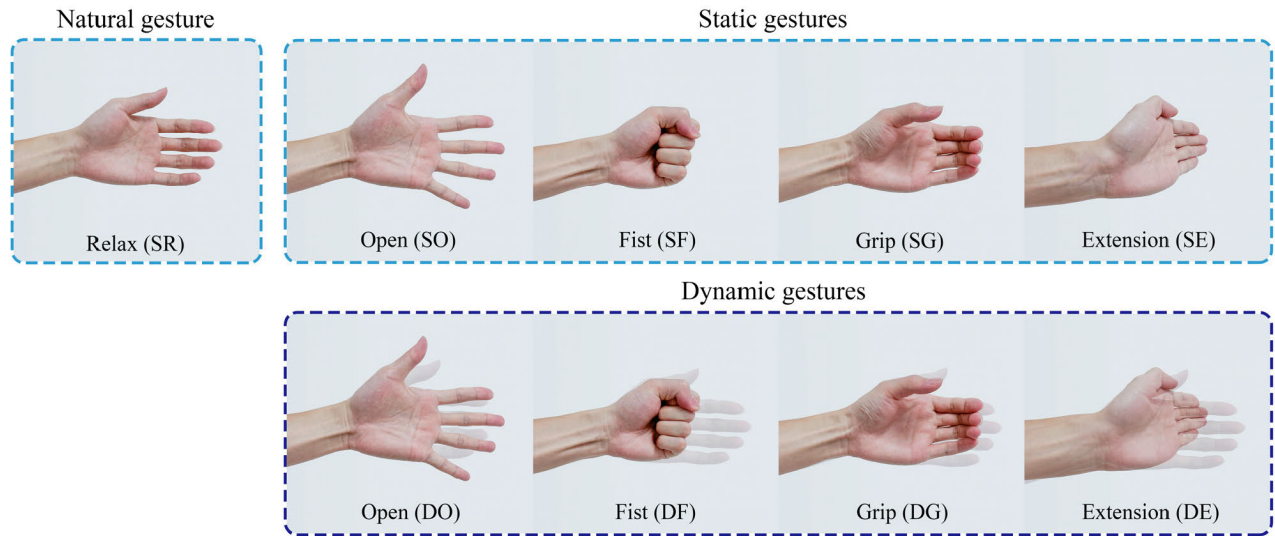 Natural gesture
Static gestures
Relax (SR)
Open (SO)
Fist (SF)
Grip (SG)
Extension (SE)
Dynamic gestures
Open (DO)
Fist (DF)
Grip (DG)
Extension (DE)